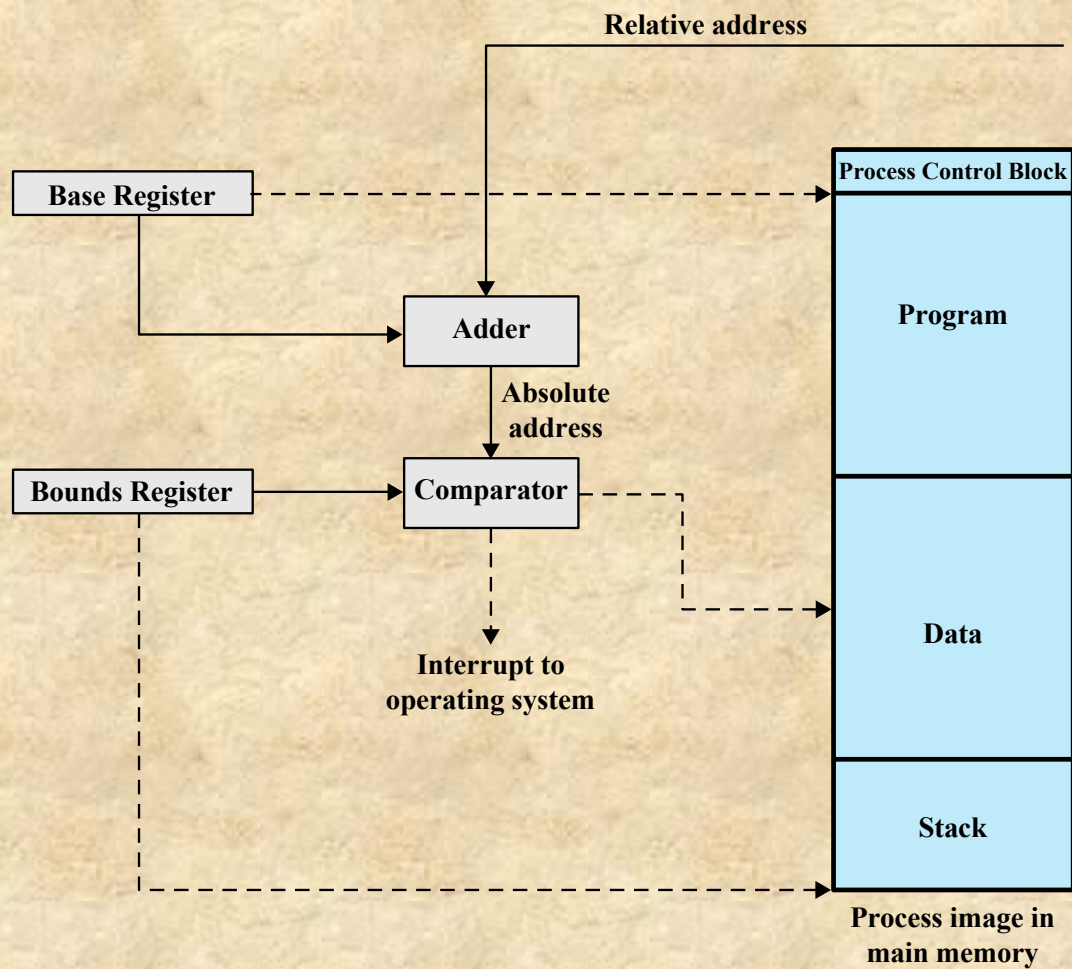 Relative address
Process Control Block
Base Register
Program
Adder
Absolute
address
Bounds Register
Comparator
Data
Interrupt to
operating system
Stack
Process image in
main memory